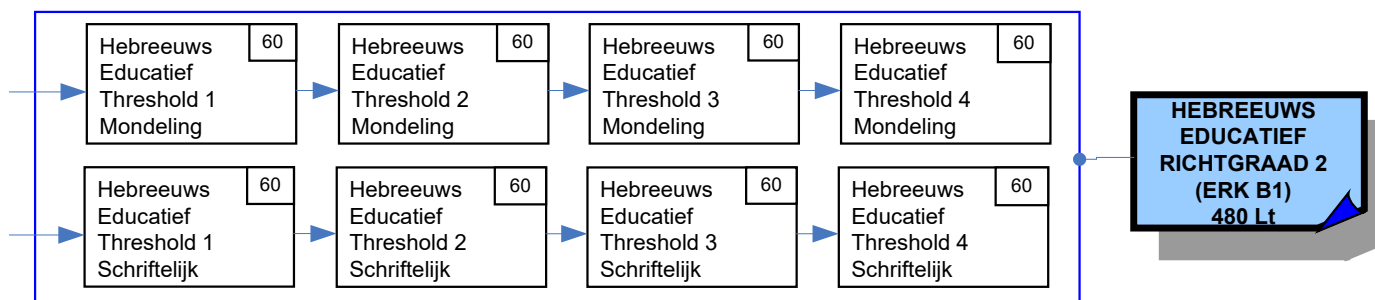 Hebreeuws
Educatief
Threshold 1
Mondeling
60
Hebreeuws
Educatief
Threshold 2
Mondeling
60
Hebreeuws
Educatief
Threshold 3
Mondeling
60
Hebreeuws
Educatief
Threshold 4
Mondeling
60
Hebreeuws
Educatief
Threshold 1
Schriftelijk
60
Hebreeuws
Educatief
Threshold 2
Schriftelijk
60
Hebreeuws
Educatief
Threshold 3
Schriftelijk
60
Hebreeuws
Educatief
Threshold 4
Schriftelijk
60
HEBREEUWS
EDUCATIEF
RICHTGRAAD 2
(ERK B1)
480 Lt